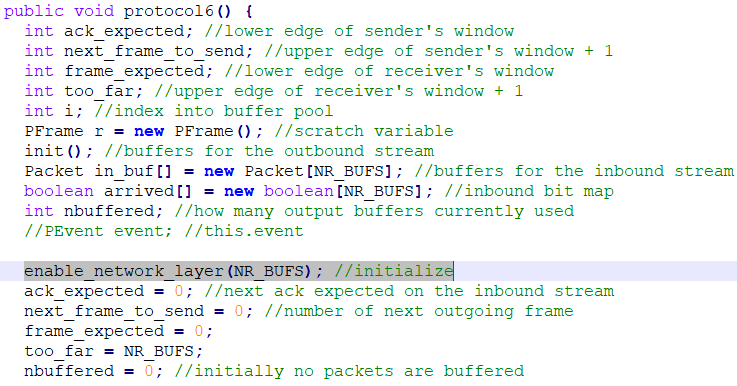 public void protocol6() {
int ack_expected; //lower edge of sender's window
int next_frame_to_send; //upper edge of sender's window + 1
int frame_expected; //lower edge of receiver's window
int too_far; //upper edge of receiver's window + 1
int i; //index into buffer pool
PFrame r = new PFrame(); //scratch variable
init(); //buffers for the outbound stream
Packet in_buf[] = new Packet[NR_BUFS]; //buffers for the inbound stream
boolean arrived[] = new boolean[NR_BUFS]; //inbound bit map
int nbuffered; //how many output buffers currently used
//PEvent event; //this.event
enable_network_layer(NR_BUFS); //initialize
ack_expected = 0; //next ack expected on the inbound stream
next_frame_to_send = 0; //number of next outgoing frame
frame_expected = 0;
too_far = NR_BUFS;
nbuffered = 0; //initially no packets are buffered